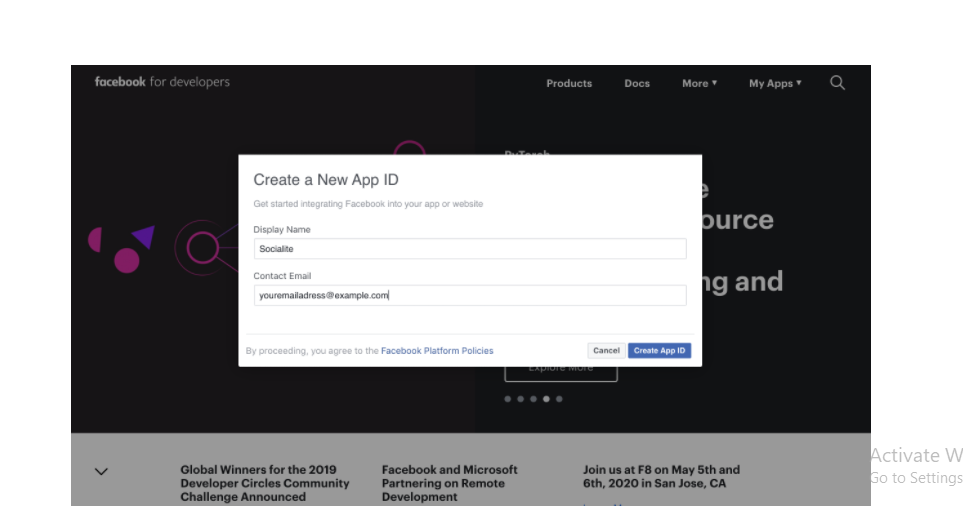 facebook for developers
Products Docs More ▼ My Apps ▼
PyTorch
Create a New App ID
Get started integrating Facebook into your app or website
Display Name
Socialite
Contact Email
youremailadress@example.com
By proceeding, you agree to the Facebook Platform Policies
Cancel Create App ID
ource
ng and
Explore More
Global Winners for the 2019
Developer Circles Community
Challenge Announced
Facebook and Microsoft
Partnering on Remote
Development
Join us at F8 on May 5th and
6th, 2020 in San Jose, CA
Activate W
Go to Settings